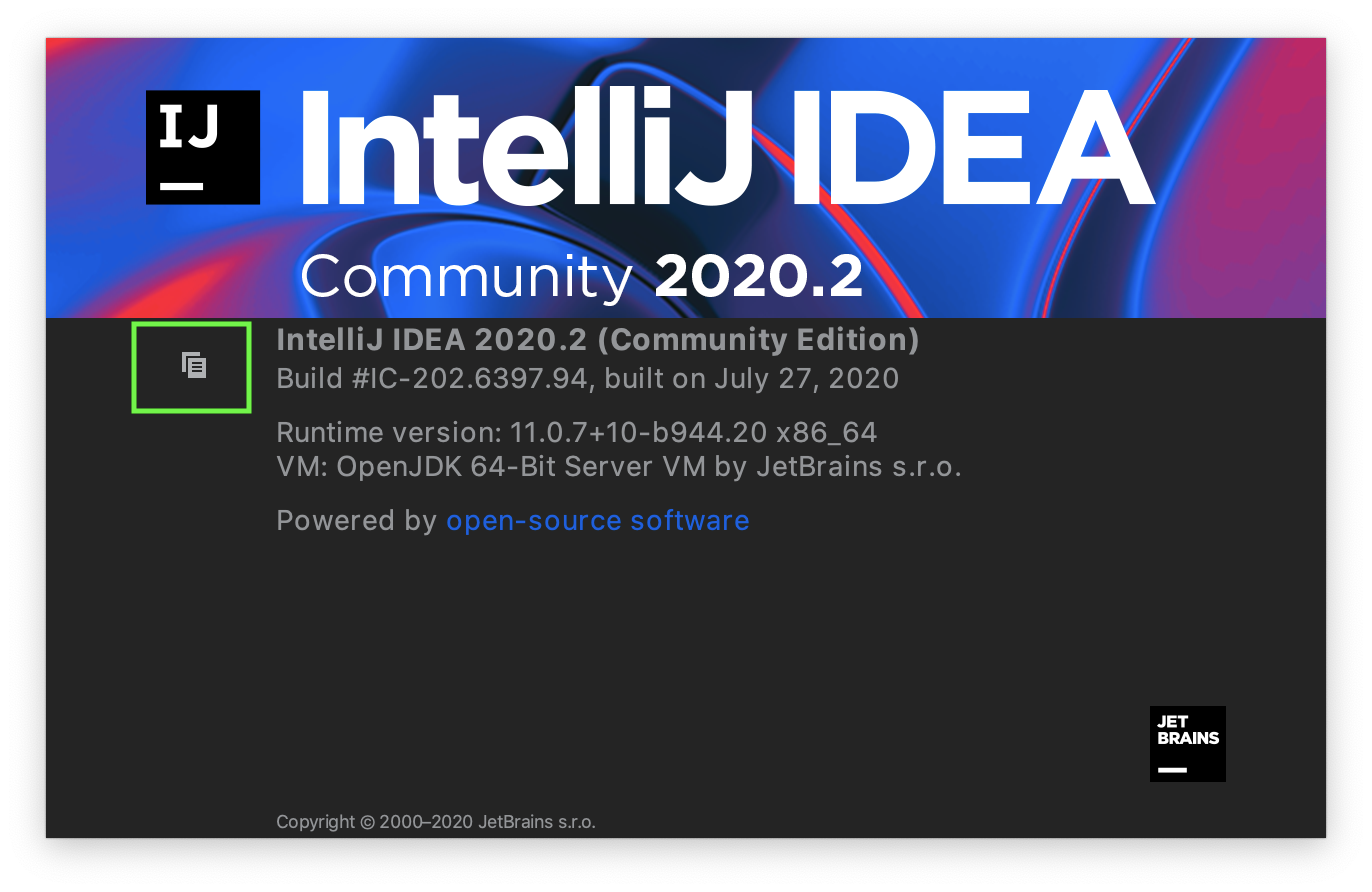 IJ
IntelliJ IDEA
Community 2020.2
IntelliJ IDEA 2020.2 (Community Edition)
Build #IC-202.6397.94, built on July 27, 2020
Runtime version: 11.0.7+10-b944.20 x86_64
VM: OpenJDK 64-Bit Server VM by JetBrains s.r.o.
Powered by open-source software
JET
BRAINS
Copyright © 2000–2020 JetBrains s.r.o.